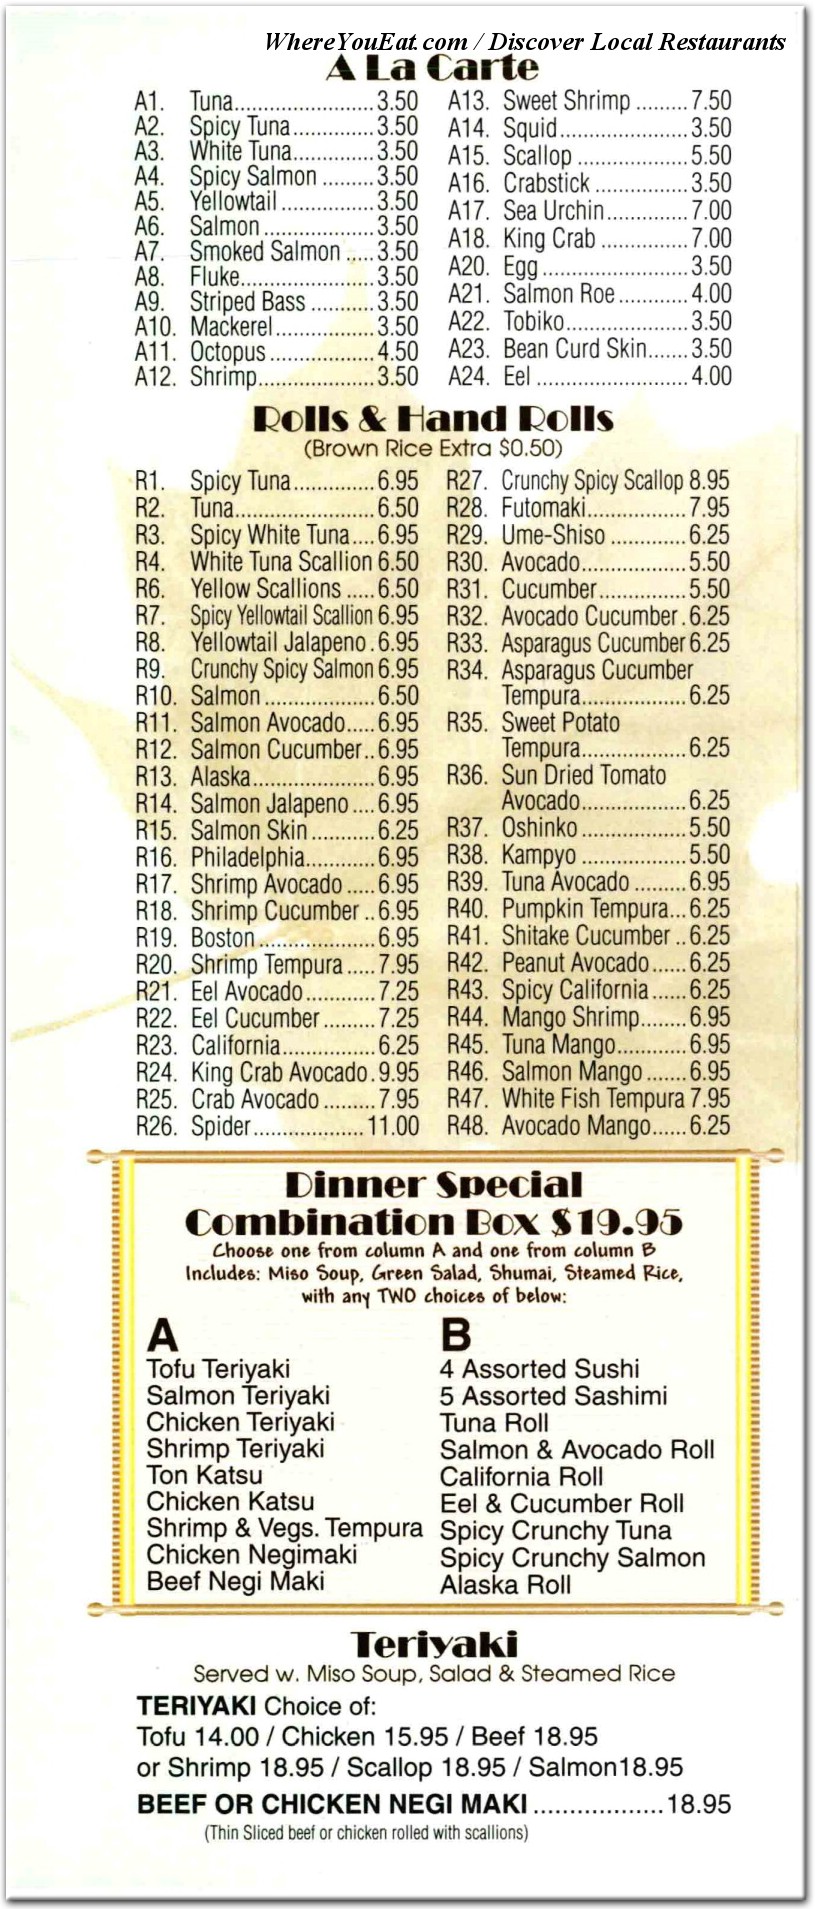 WhereYouEat.com / Discover Local Restaurants
A La Carte
A1. Tuna....................3.50
A2. Spicy Tuna............3.50
A3. White Tuna............3.50
A4. Spicy Salmon .........3.50
A5. Yellowtail ..............3.50
A6. Salmon .................3.50
A7. Smoked Salmon .....3.50
A8. Fluke....................3.50
A9. Striped Bass ..........3.50
A10. Mackerel...............3.50
A11. Octopus ................4.50
A12. Shrimp..................3.50
A13. Sweet Shrimp .........7.50
A14. Squid....................3.50
A15. Scallop .................5.50
A16. Crabstick ..............3.50
A17. Sea Urchin.............7.00
A18. King Crab ..............7.00
A20. Egg .....................3.50
A21. Salmon Roe ...........4.00
A22. Tobiko...................3.50
A23. Bean Curd Skin.......3.50
A24. Eel .......................4.00
Rolls & Hand Rolls
(Brown Rice Extra $0.50)
R1. Spicy Tuna..............6.95
R2. Tuna.....................6.50
R3. Spicy White Tuna....6.95
R4. White Tuna Scallion 6.50
R6. Yellow Scallions .....6.50
R7. Spicy Yellowtail Scallion 6.95
R8. Yellowtail Jalapeno .6.95
R9. Crunchy Spicy Salmon 6.95
R10. Salmon .................6.50
R11. Salmon Avocado.....6.95
R12. Salmon Cucumber..6.95
R13. Alaska...................6.95
R14. Salmon Jalapeno ....6.95
R15. Salmon Skin ..........6.25
R16. Philadelphia...........6.95
R17. Shrimp Avocado .....6.95
R18. Shrimp Cucumber ..6.95
R19. Boston ..................6.95
R20. Shrimp Tempura .....7.95
R21. Eel Avocado............7.25
R22. Eel Cucumber .........7.25
R23. California...............6.25
R24. King Crab Avocado.9.95
R25. Crab Avocado .........7.95
R26. Spider...................11.00
R27. Crunchy Spicy Scallop 8.95
R28. Futomaki................7.95
R29. Ume-Shiso ............6.25
R30. Avocado.................5.50
R31. Cucumber...............5.50
R32. Avocado Cucumber .6.25
R33. Asparagus Cucumber 6.25
R34. Asparagus Cucumber
Tempura..................6.25
R35. Sweet Potato
Tempura..................6.25
R36. Sun Dried Tomato
Avocado..................6.25
R37. Oshinko .................5.50
R38. Kampyo .................5.50
R39. Tuna Avocado .........6.95
R40. Pumpkin Tempura...6.25
R41. Shitake Cucumber ..6.25
R42. Peanut Avocado ......6.25
R43. Spicy California ......6.25
R44. Mango Shrimp........6.95
R45. Tuna Mango............6.95
R46. Salmon Mango .......6.95
R47. White Fish Tempura 7.95
R48. Avocado Mango......6.25
Dinner Special
Combination Box $19.95
Choose one from column A and one from column B
Includes: Miso Soup, Green Salad, Shumai, Steamed Rice,
with any TWO choices of below:
A
Tofu Teriyaki
Salmon Teriyaki
Chicken Teriyaki
Shrimp Teriyaki
Ton Katsu
Chicken Katsu
Shrimp & Vegs. Tempura
Chicken Negimaki
Beef Negi Maki
B
4 Assorted Sushi
5 Assorted Sashimi
Tuna Roll
Salmon & Avocado Roll
California Roll
Eel & Cucumber Roll
Spicy Crunchy Tuna
Spicy Crunchy Salmon
Alaska Roll
Teriyaki
Served w. Miso Soup, Salad & Steamed Rice
TERIYAKI Choice of:
Tofu 14.00 / Chicken 15.95 / Beef 18.95
or Shrimp 18.95 / Scallop 18.95 / Salmon18.95
BEEF OR CHICKEN NEGI MAKI ..................18.95
(Thin Sliced beef or chicken rolled with scallions)